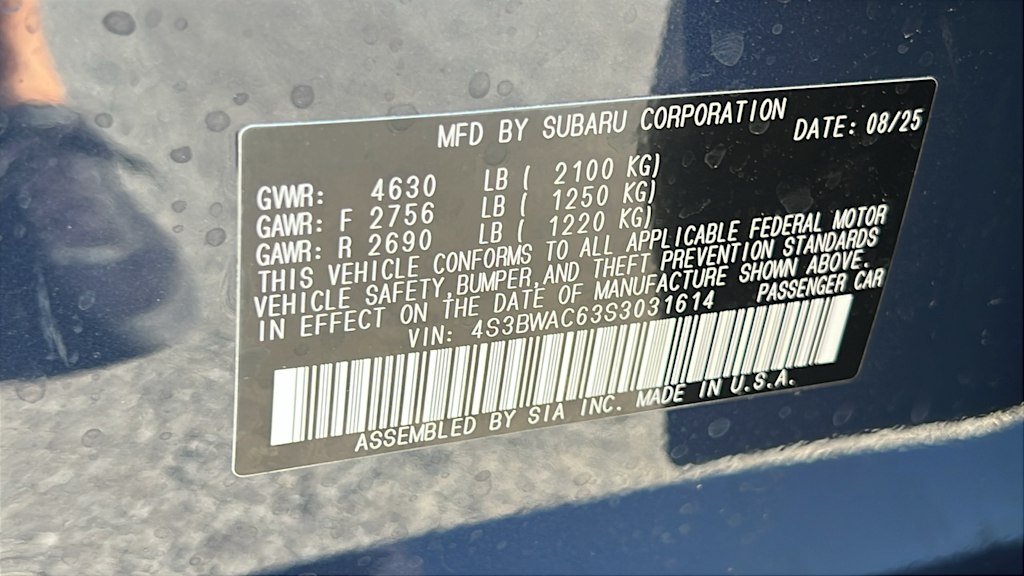 MFD BY SUBARU CORPORATION DATE: 08/25
GVWR: 4630 LB ( 2100 KG)
GAWR: F 2756 LB ( 1250 KG)
GAWR: R 2690 LB ( 1220 KG)
THIS VEHICLE CONFORMS TO ALL APPLICABLE FEDERAL MOTOR
VEHICLE SAFETY,BUMPER,AND THEFT PREVENTION STANDARDS
IN EFFECT ON THE DATE OF MANUFACTURE SHOWN ABOVE.
VIN: 4S3BWAC63S3031614 PASSENGER CAR
ASSEMBLED BY SIA INC. MADE IN U.S.A.